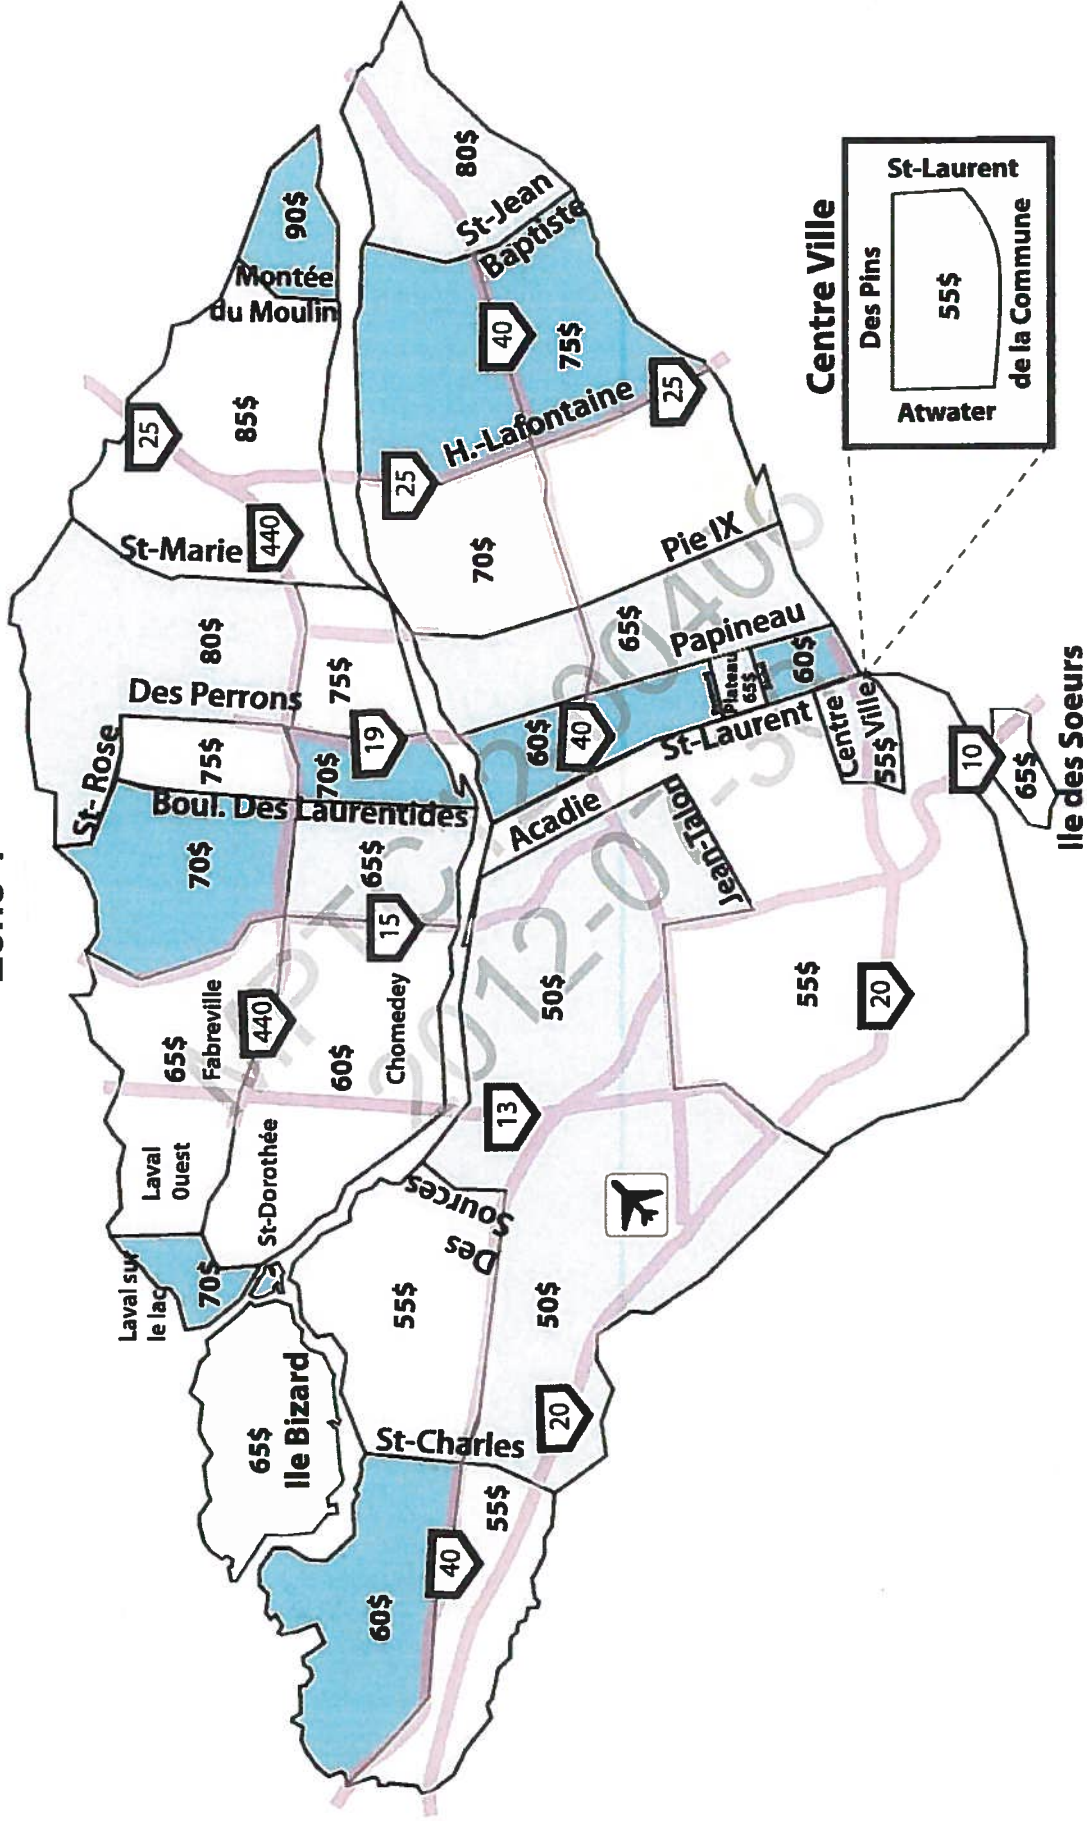 90$
Montée
du Moulin
80$
St-Jean
Baptiste
25
85$
40
75$
H.-Lafontaine
25
25
440
St-Marie
70$
Pie IX
80$
Des Perrons
75$
65$
Papineau
Plateau
65$
60$
St-Rose
75$
70$
19
60$
40
St-Laurent
Centre
Ville
55$
Boul. Des Laurentides
70$
65$
Acadie
Jean-Talon
10
65$
Ile des Soeurs
15
Fabreville
65$
440
60$
Chomedey
50$
55$
20
13
Laval
Ouest
St-Dorothée
Laval sur
le lac
70$
Des
Sources
55$
50$
65$
Ile Bizard
St-Charles
20
60$
40
55$
Centre Ville
Des Pins
St-Laurent
55$
Atwater
de la Commune